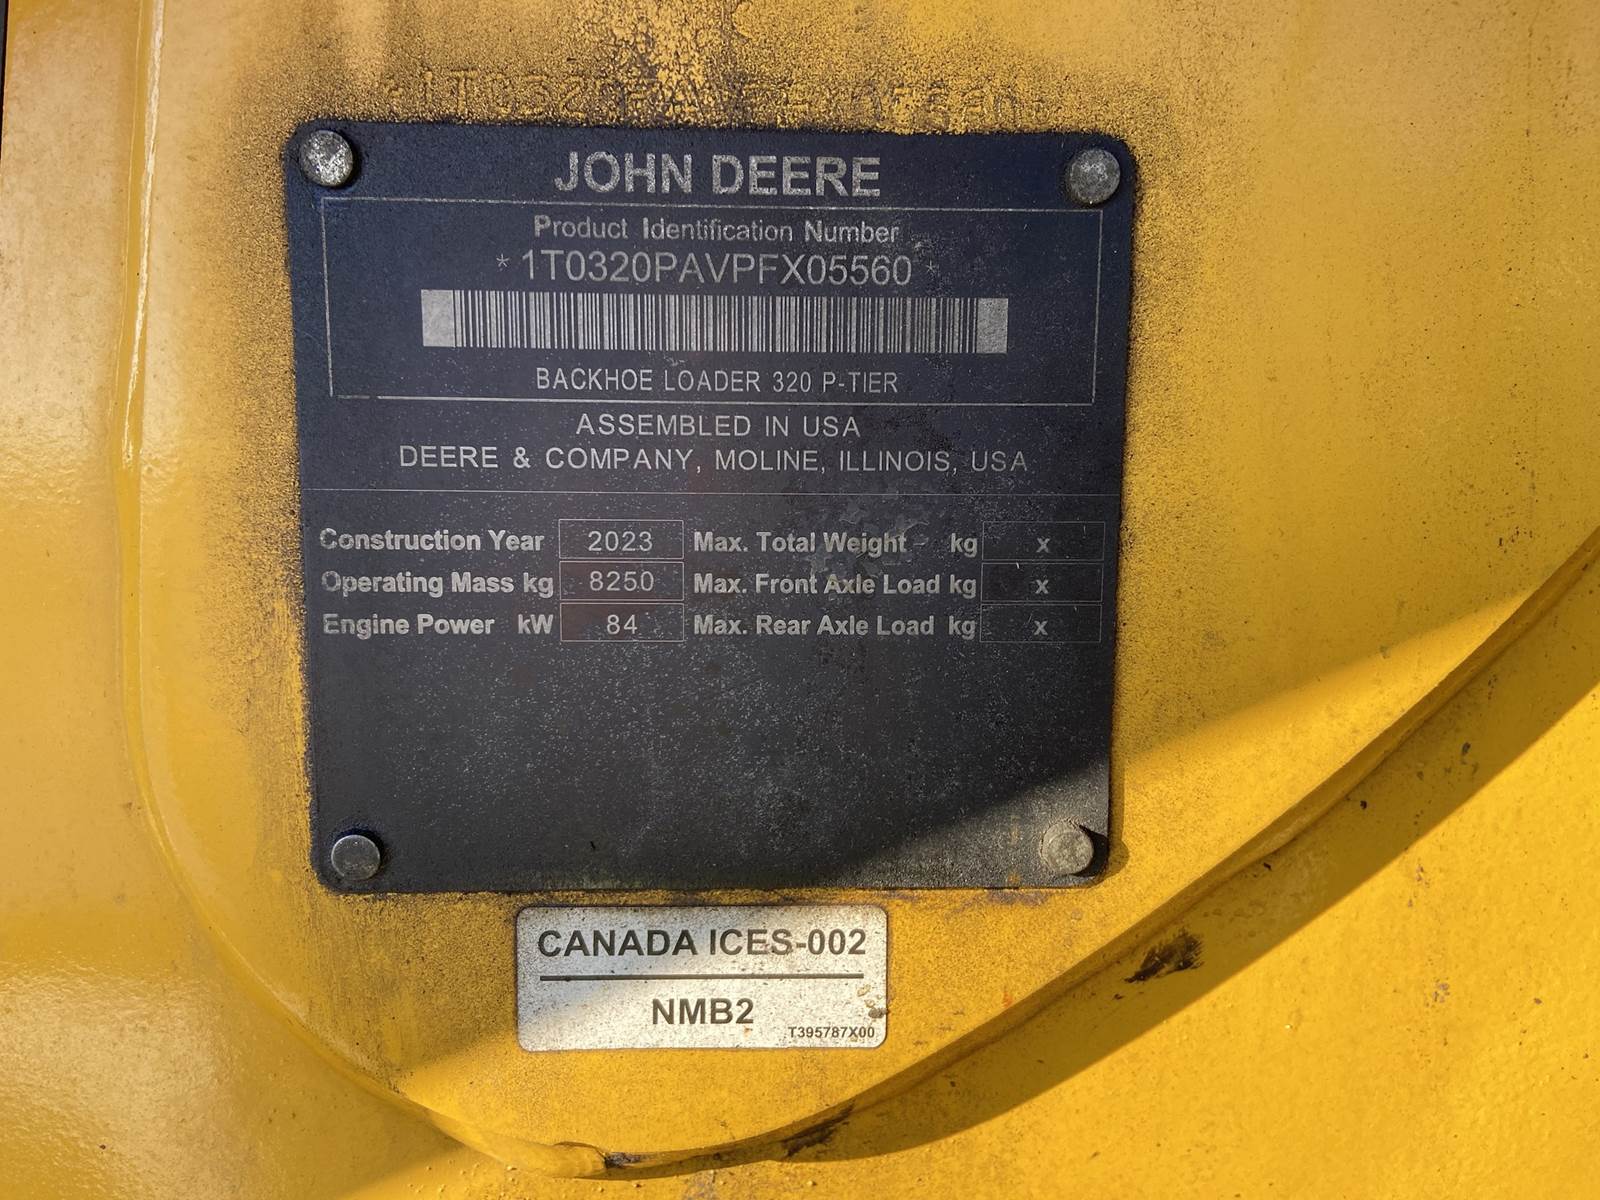 JOHN DEERE
Product Identification Number
*1T0320PAVPFX05560*
BACKHOE LOADER 320 P-TIER
ASSEMBLED IN USA
DEERE & COMPANY, MOLINE, ILLINOIS, USA
Construction Year 2023 Max. Total Weight kg x
Operating Mass kg 8250 Max. Front Axle Load kg x
Engine Power kW 84 Max. Rear Axle Load kg x
CANADA ICES-002
NMB2
T395787X00